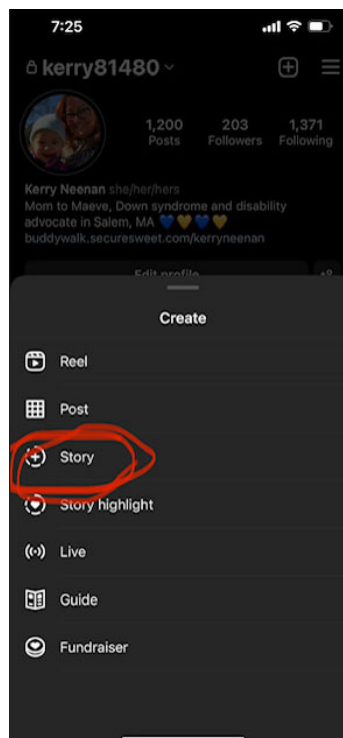 7:25
kerry81480
1,200 203 1,371
Posts Followers Following
Kerry Neenan she/her/hers
Mom to Maeve, Down syndrome and disability
advocate in Salem, MA 💙💛💙💛
buddywalk.securesweet.com/kerryneenan
Edit profile
Create
Reel
Post
Story
Story highlight
Live
Guide
Fundraiser